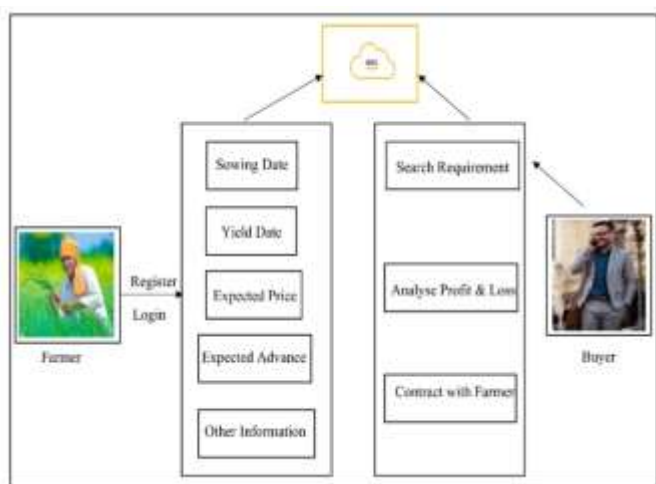 Sowing Date
Search Requirement
Yield Date
Register
Expected Price
Analyse Profit & Loss
Login
Farmer
Expected Advance
Buyer
Contract with Farmer
Other Information